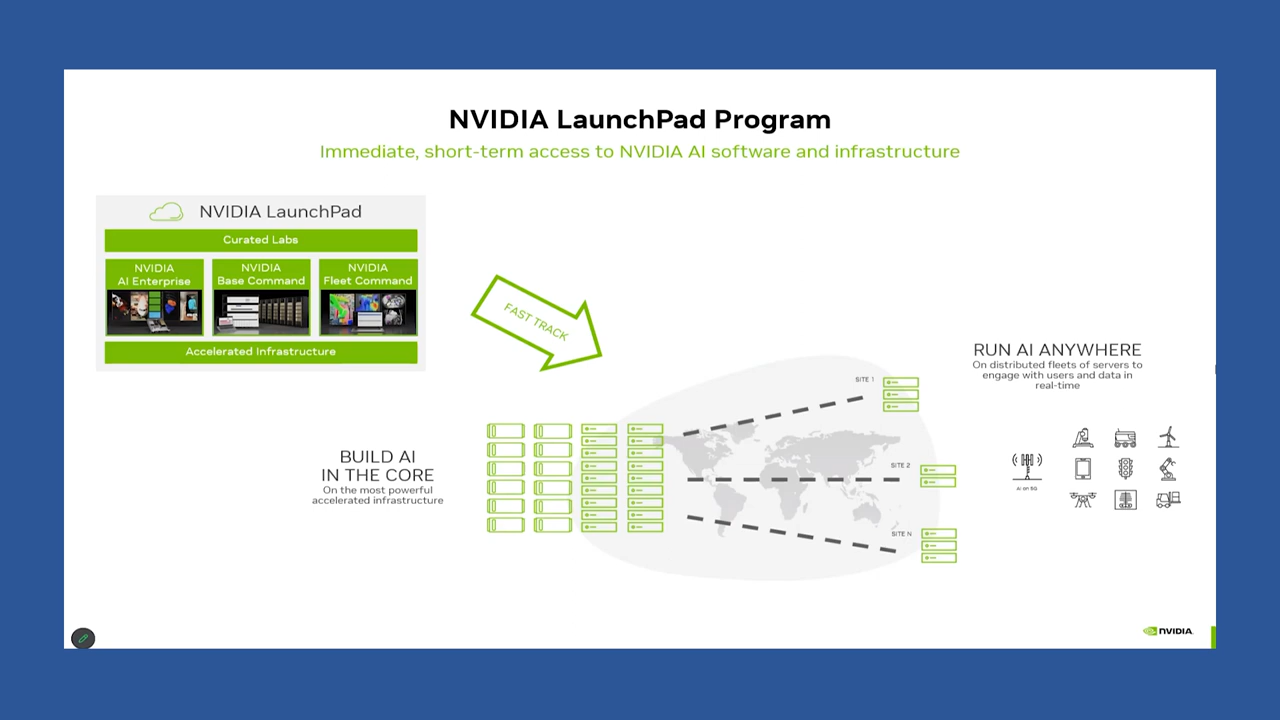 NVIDIA LaunchPad Program
Immediate, short-term access to NVIDIA AI software and infrastructure
NVIDIA LaunchPad
Curated Labs
NVIDIA
AI Enterprise
NVIDIA
Base Command
NVIDIA
Fleet Command
Accelerated Infrastructure
FAST TRACK
BUILD AI
IN THE CORE
On the most powerful
accelerated infrastructure
SITE 1
SITE 2
SITE N
RUN AI ANYWHERE
On distributed fleets of servers to
engage with users and data in
real-time
AI on 5G
NVIDIA